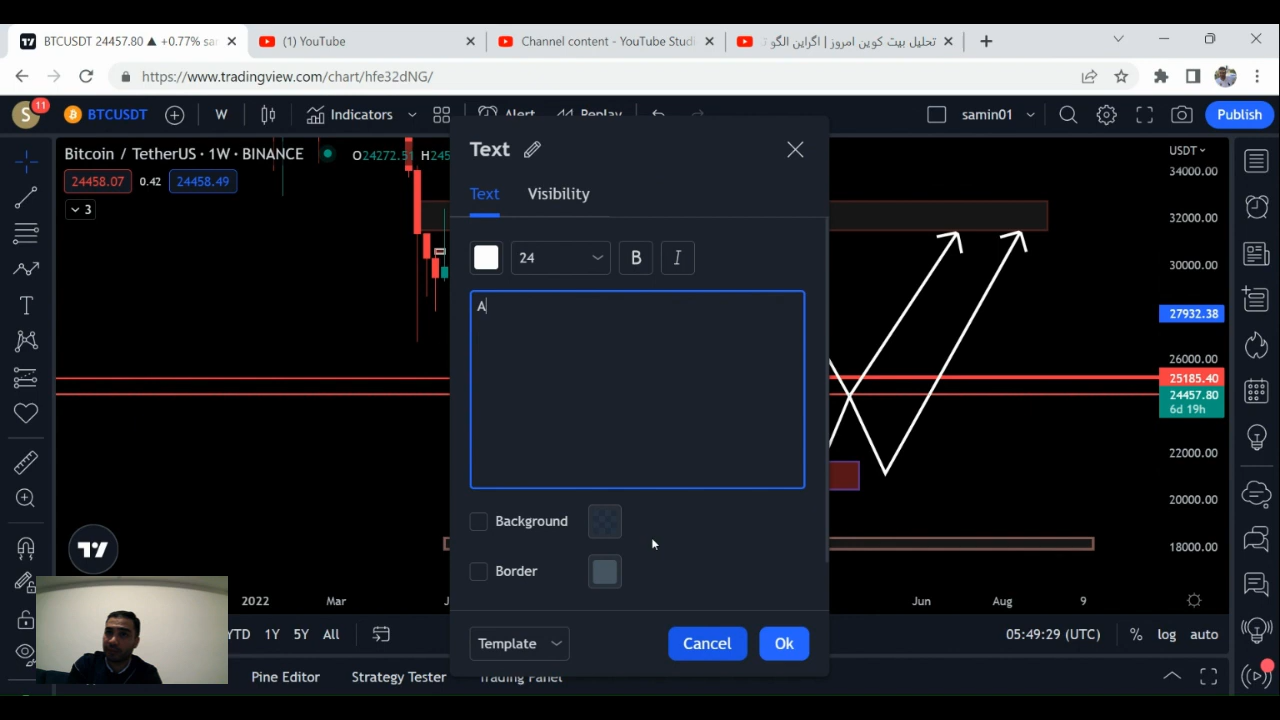 BTCUSDT 24457.80 ▲ +0.77% sa
(1) YouTube
Channel content - YouTube Studi
تحلیل بیت کوین امروز | اگراین الگو
https://www.tradingview.com/chart/hfe32dNG/
S 11
BTCUSDT
W
Indicators
Alert
Replay
samin01
Publish
Bitcoin / TetherUS · 1W · BINANCE
O24272.51 H245
24458.07 0.42 24458.49
3
Text
Text Visibility
24
B
I
A
Background
Border
Template
Cancel
Ok
USDT
34000.00
32000.00
30000.00
27932.38
26000.00
25185.40
24457.80
6d 19h
22000.00
20000.00
18000.00
2022 Mar Jun Aug 9
YTD 1Y 5Y All
05:49:29 (UTC) % log auto
Pine Editor Strategy Tester Trading Panel